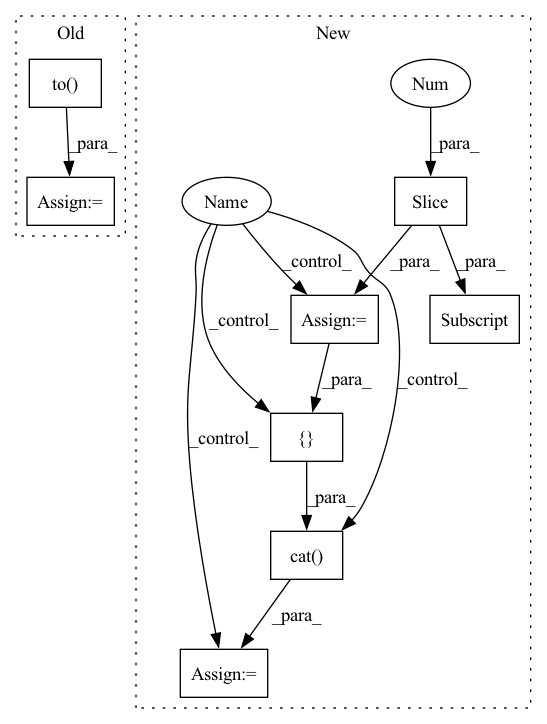 Old
New
to()
Num
_para_
_para_
Assign:=
Name
Slice
_control_
_para_
_para_
_control_
Assign:=
Subscript
_para_
_control_
_control_
{}
_para_
cat()
_para_
Assign:=